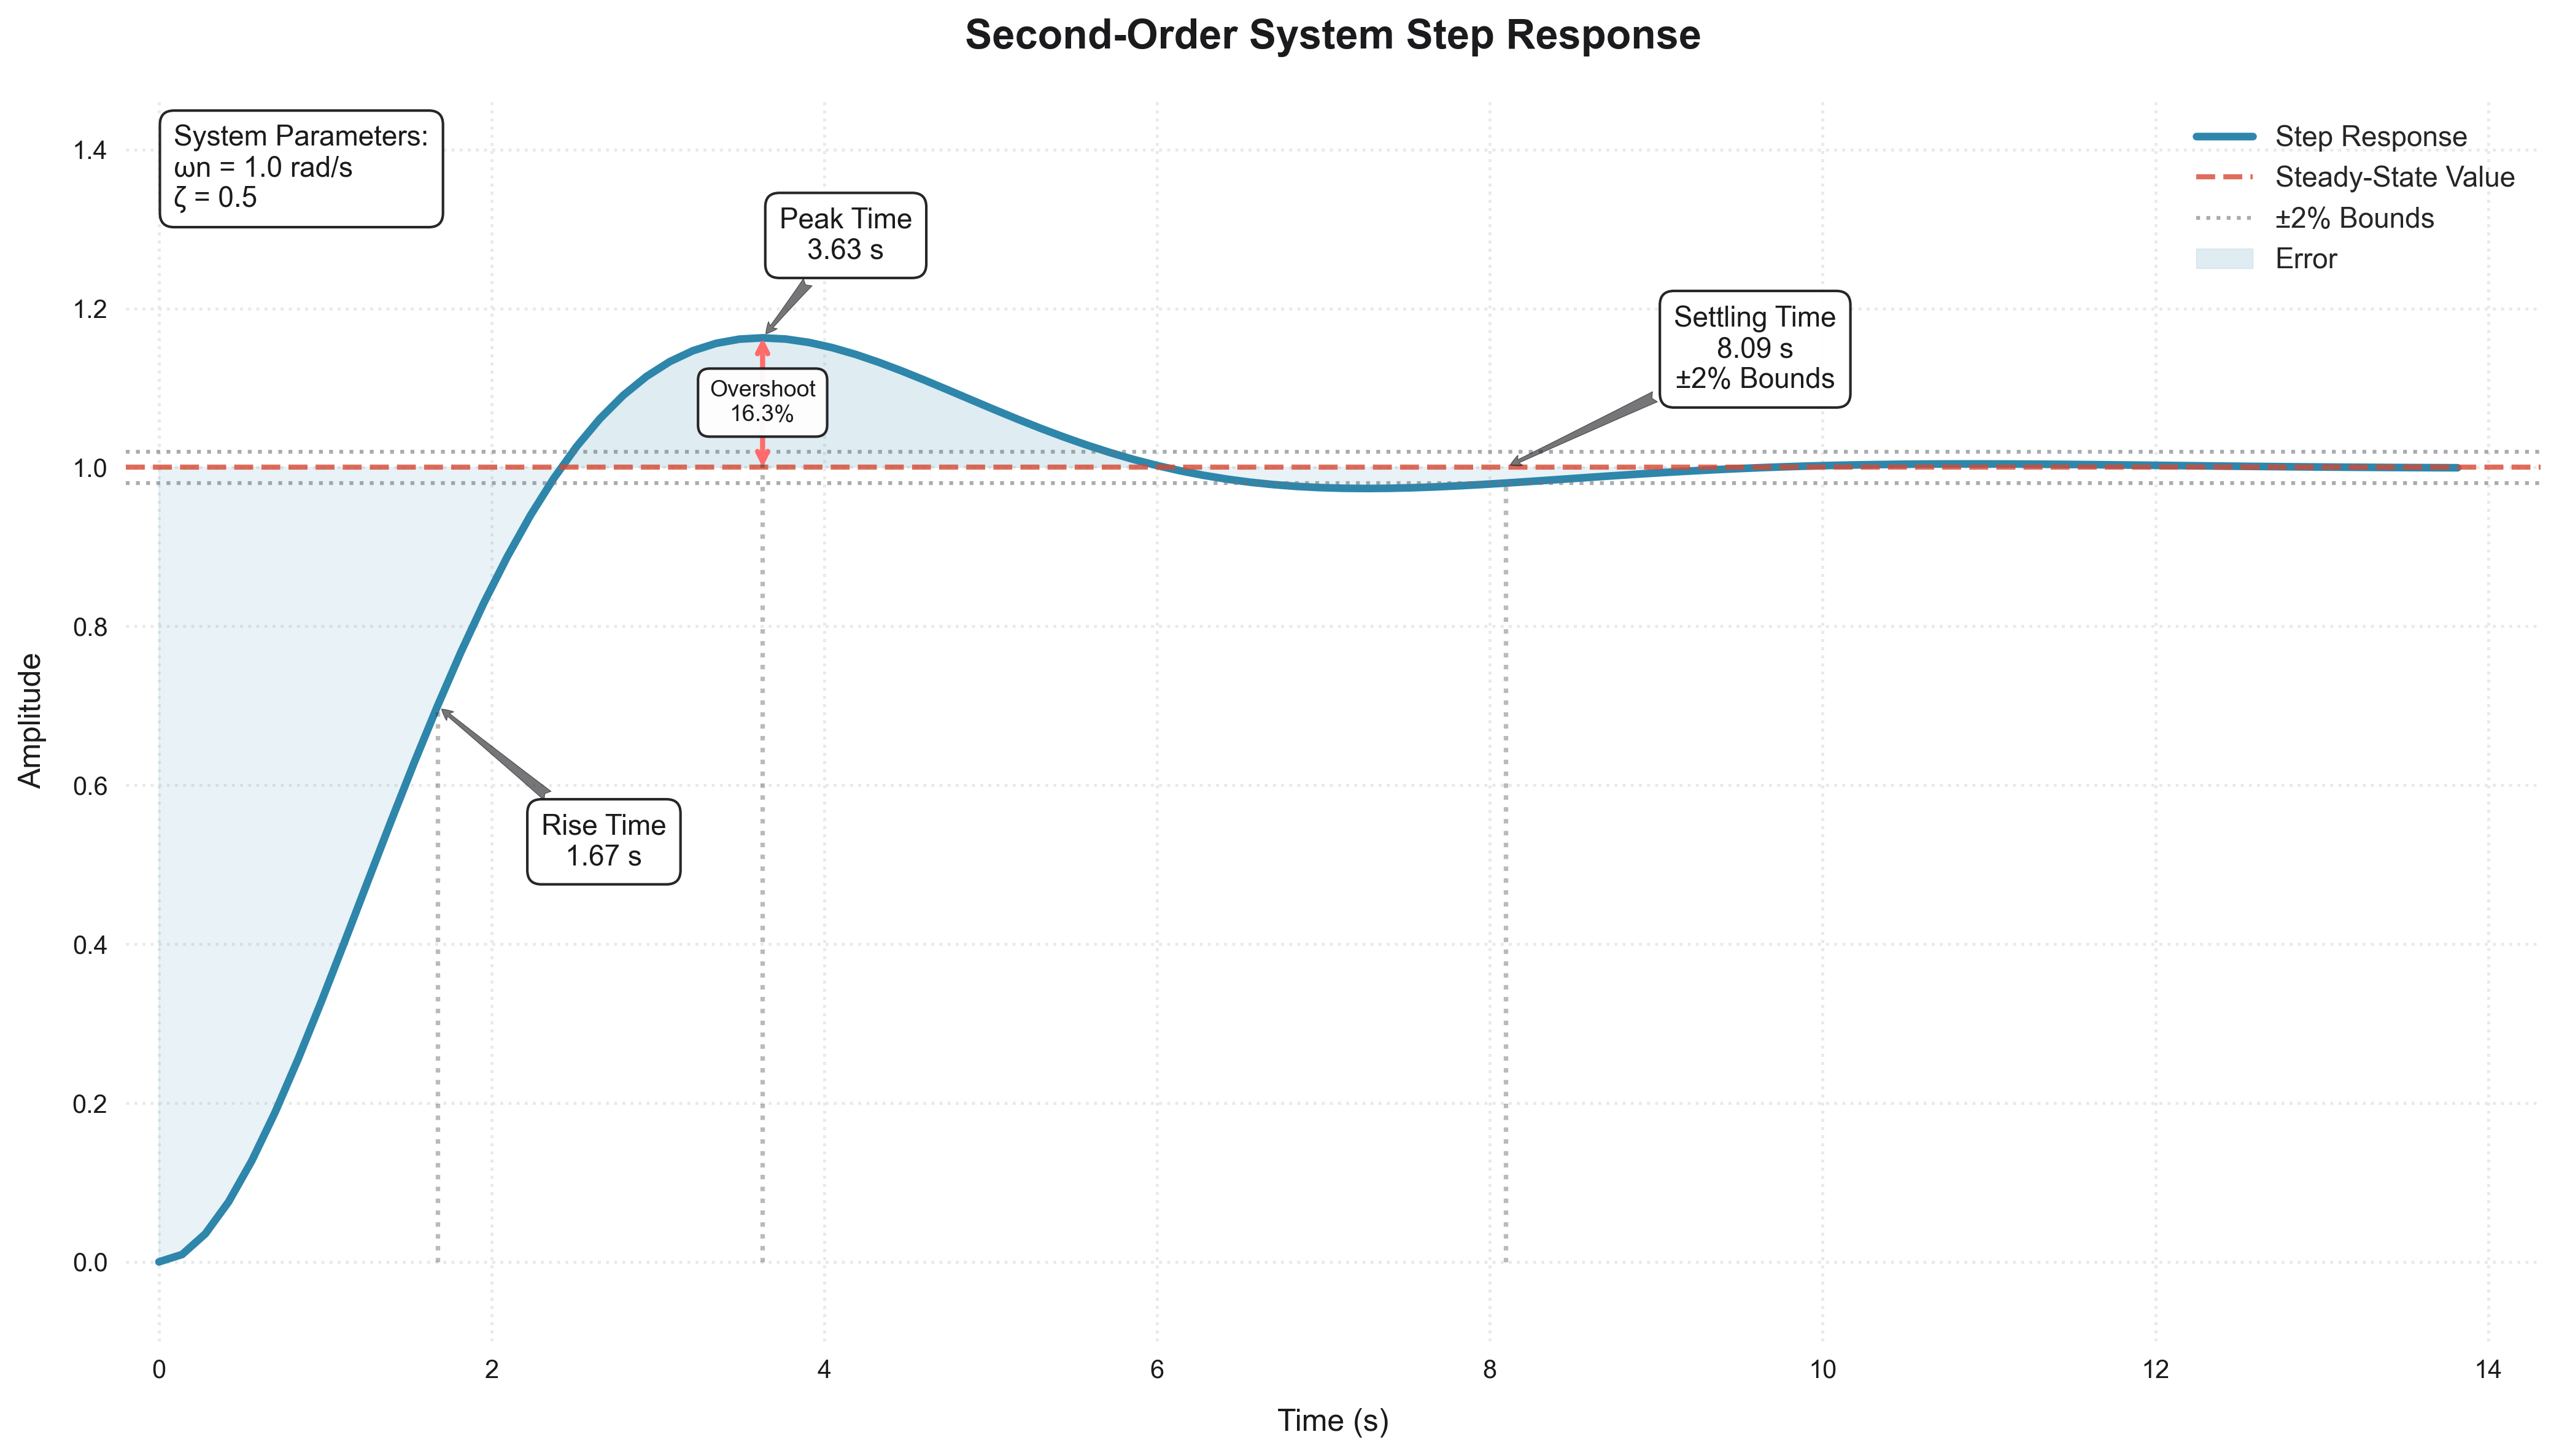 Second-Order System Step Response
System Parameters:
ωn = 1.0 rad/s
ζ = 0.5
Step Response
Steady-State Value
±2% Bounds
Error
Peak Time
3.63 s
Overshoot
16.3%
Settling Time
8.09 s
±2% Bounds
Rise Time
1.67 s
Amplitude
1.4
1.2
1.0
0.8
0.6
0.4
0.2
0.0
0 2 4 6 8 10 12 14
Time (s)